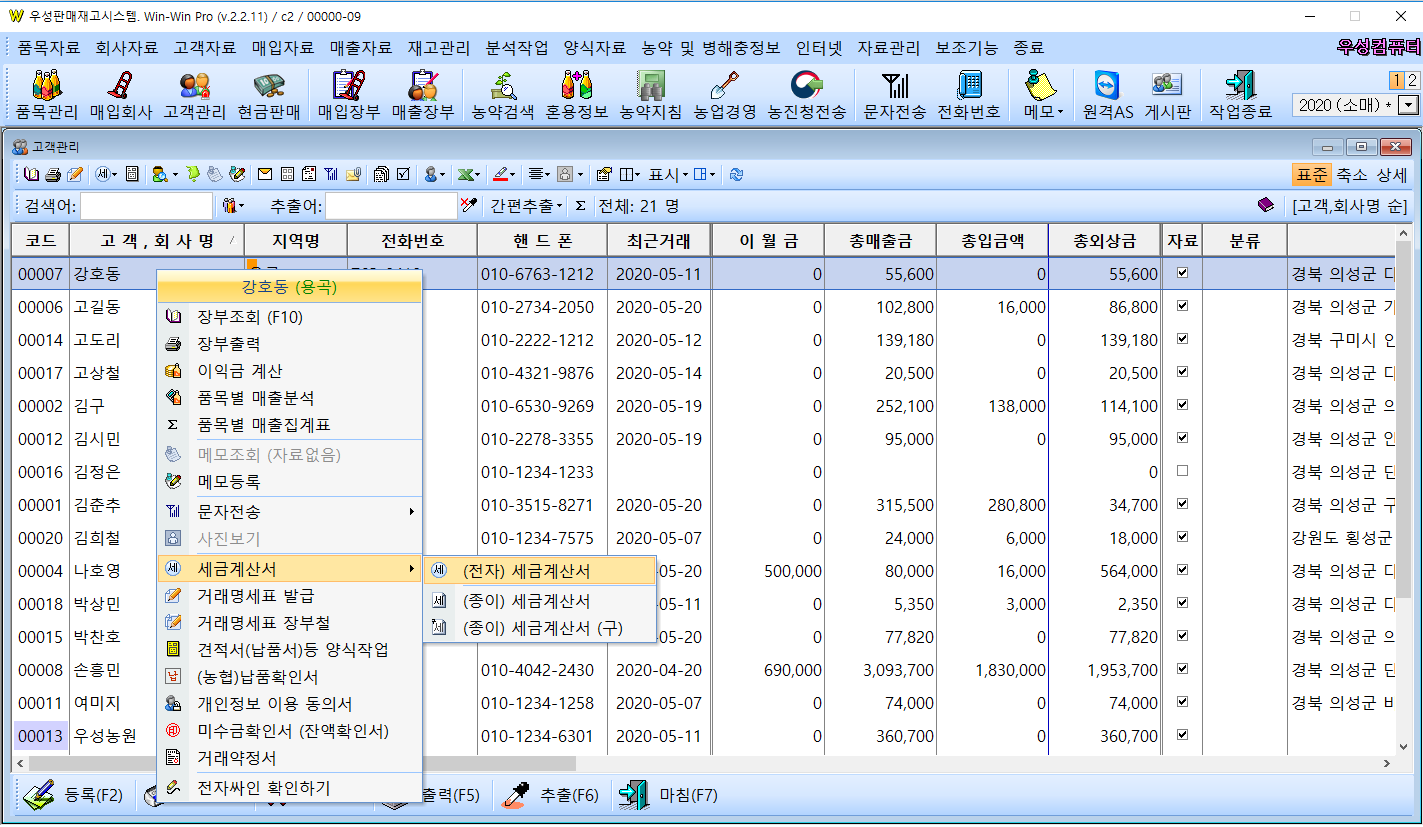 우성판매재고시스템. Win-Win Pro (v.2.2.11) / c2 / 00000-09
품목자료 회사자료 고객자료 매입자료 매출자료 재고관리 분석작업 양식자료 농약 및 병해충정보 인터넷 자료관리 보조기능 종료 우성컴퓨터
품목관리 매입회사 고객관리 현금판매 매입장부 매출장부 농약검색 혼용정보 농약지침 농업경영 농진청전송 문자전송 전화번호 메모 원격AS 게시판 작업종료
1 2
2020 (소매) *
고객관리
표시
표준 축소 상세
검색어: 추출어: 간편추출 Σ 전체: 21 명 [고객,회사명 순]
코드 고 객 , 회 사 명 / 지역명 전화번호 핸 드 폰 최근거래 이 월 금 총매출금 총입금액 총외상금 자료 분류
00007 강호동 010-6763-1212 2020-05-11 0 55,600 0 55,600 경북 의성군 다
00006 고길동 010-2734-2050 2020-05-20 0 102,800 16,000 86,800 경북 의성군 가
00014 고도리 010-2222-1212 2020-05-12 0 139,180 0 139,180 경북 구미시 인
00017 고상철 010-4321-9876 2020-05-14 0 20,500 0 20,500 경북 의성군 다
00002 김구 010-6530-9269 2020-05-19 0 252,100 138,000 114,100 경북 의성군 의
00012 김시민 010-2278-3355 2020-05-19 0 95,000 0 95,000 경북 의성군 안
00016 김정은 010-1234-1233 0 0 경북 의성군 단
00001 김준추 010-3515-8271 2020-05-20 0 315,500 280,800 34,700 경북 의성군 구
00020 김희철 010-1234-7575 2020-05-07 0 24,000 6,000 18,000 강원도 횡성군
00004 나호영 -05-20 500,000 80,000 16,000 564,000 경북 의성군 다
00018 박상민 -05-11 0 5,350 3,000 2,350 경북 의성군 다
00015 박찬호 -05-20 0 77,820 0 77,820 경북 의성군 의
00008 손흥민 010-4042-2430 2020-04-20 690,000 3,093,700 1,830,000 1,953,700 경북 의성군 단
00011 여미지 010-1234-1258 2020-05-07 0 74,000 0 74,000 경북 의성군 비
00013 우성농원 010-1234-6301 2020-05-11 0 360,700 0 360,700
강호동 (용곡)
장부조회 (F10)
장부출력
이익금 계산
품목별 매출분석
Σ 품목별 매출집계표
메모조회 (자료없음)
메모등록
문자전송
사진보기
세 세금계산서
거래명세표 발급
거래명세표 장부철
견적서(납품서)등 양식작업
(농협)납품확인서
개인정보 이용 동의서
미수금확인서 (잔액확인서)
거래약정서
전자싸인 확인하기
세 (전자) 세금계산서
세 (종이) 세금계산서
세 (종이) 세금계산서 (구)
등록(F2) 출력(F5) 추출(F6) 마침(F7)